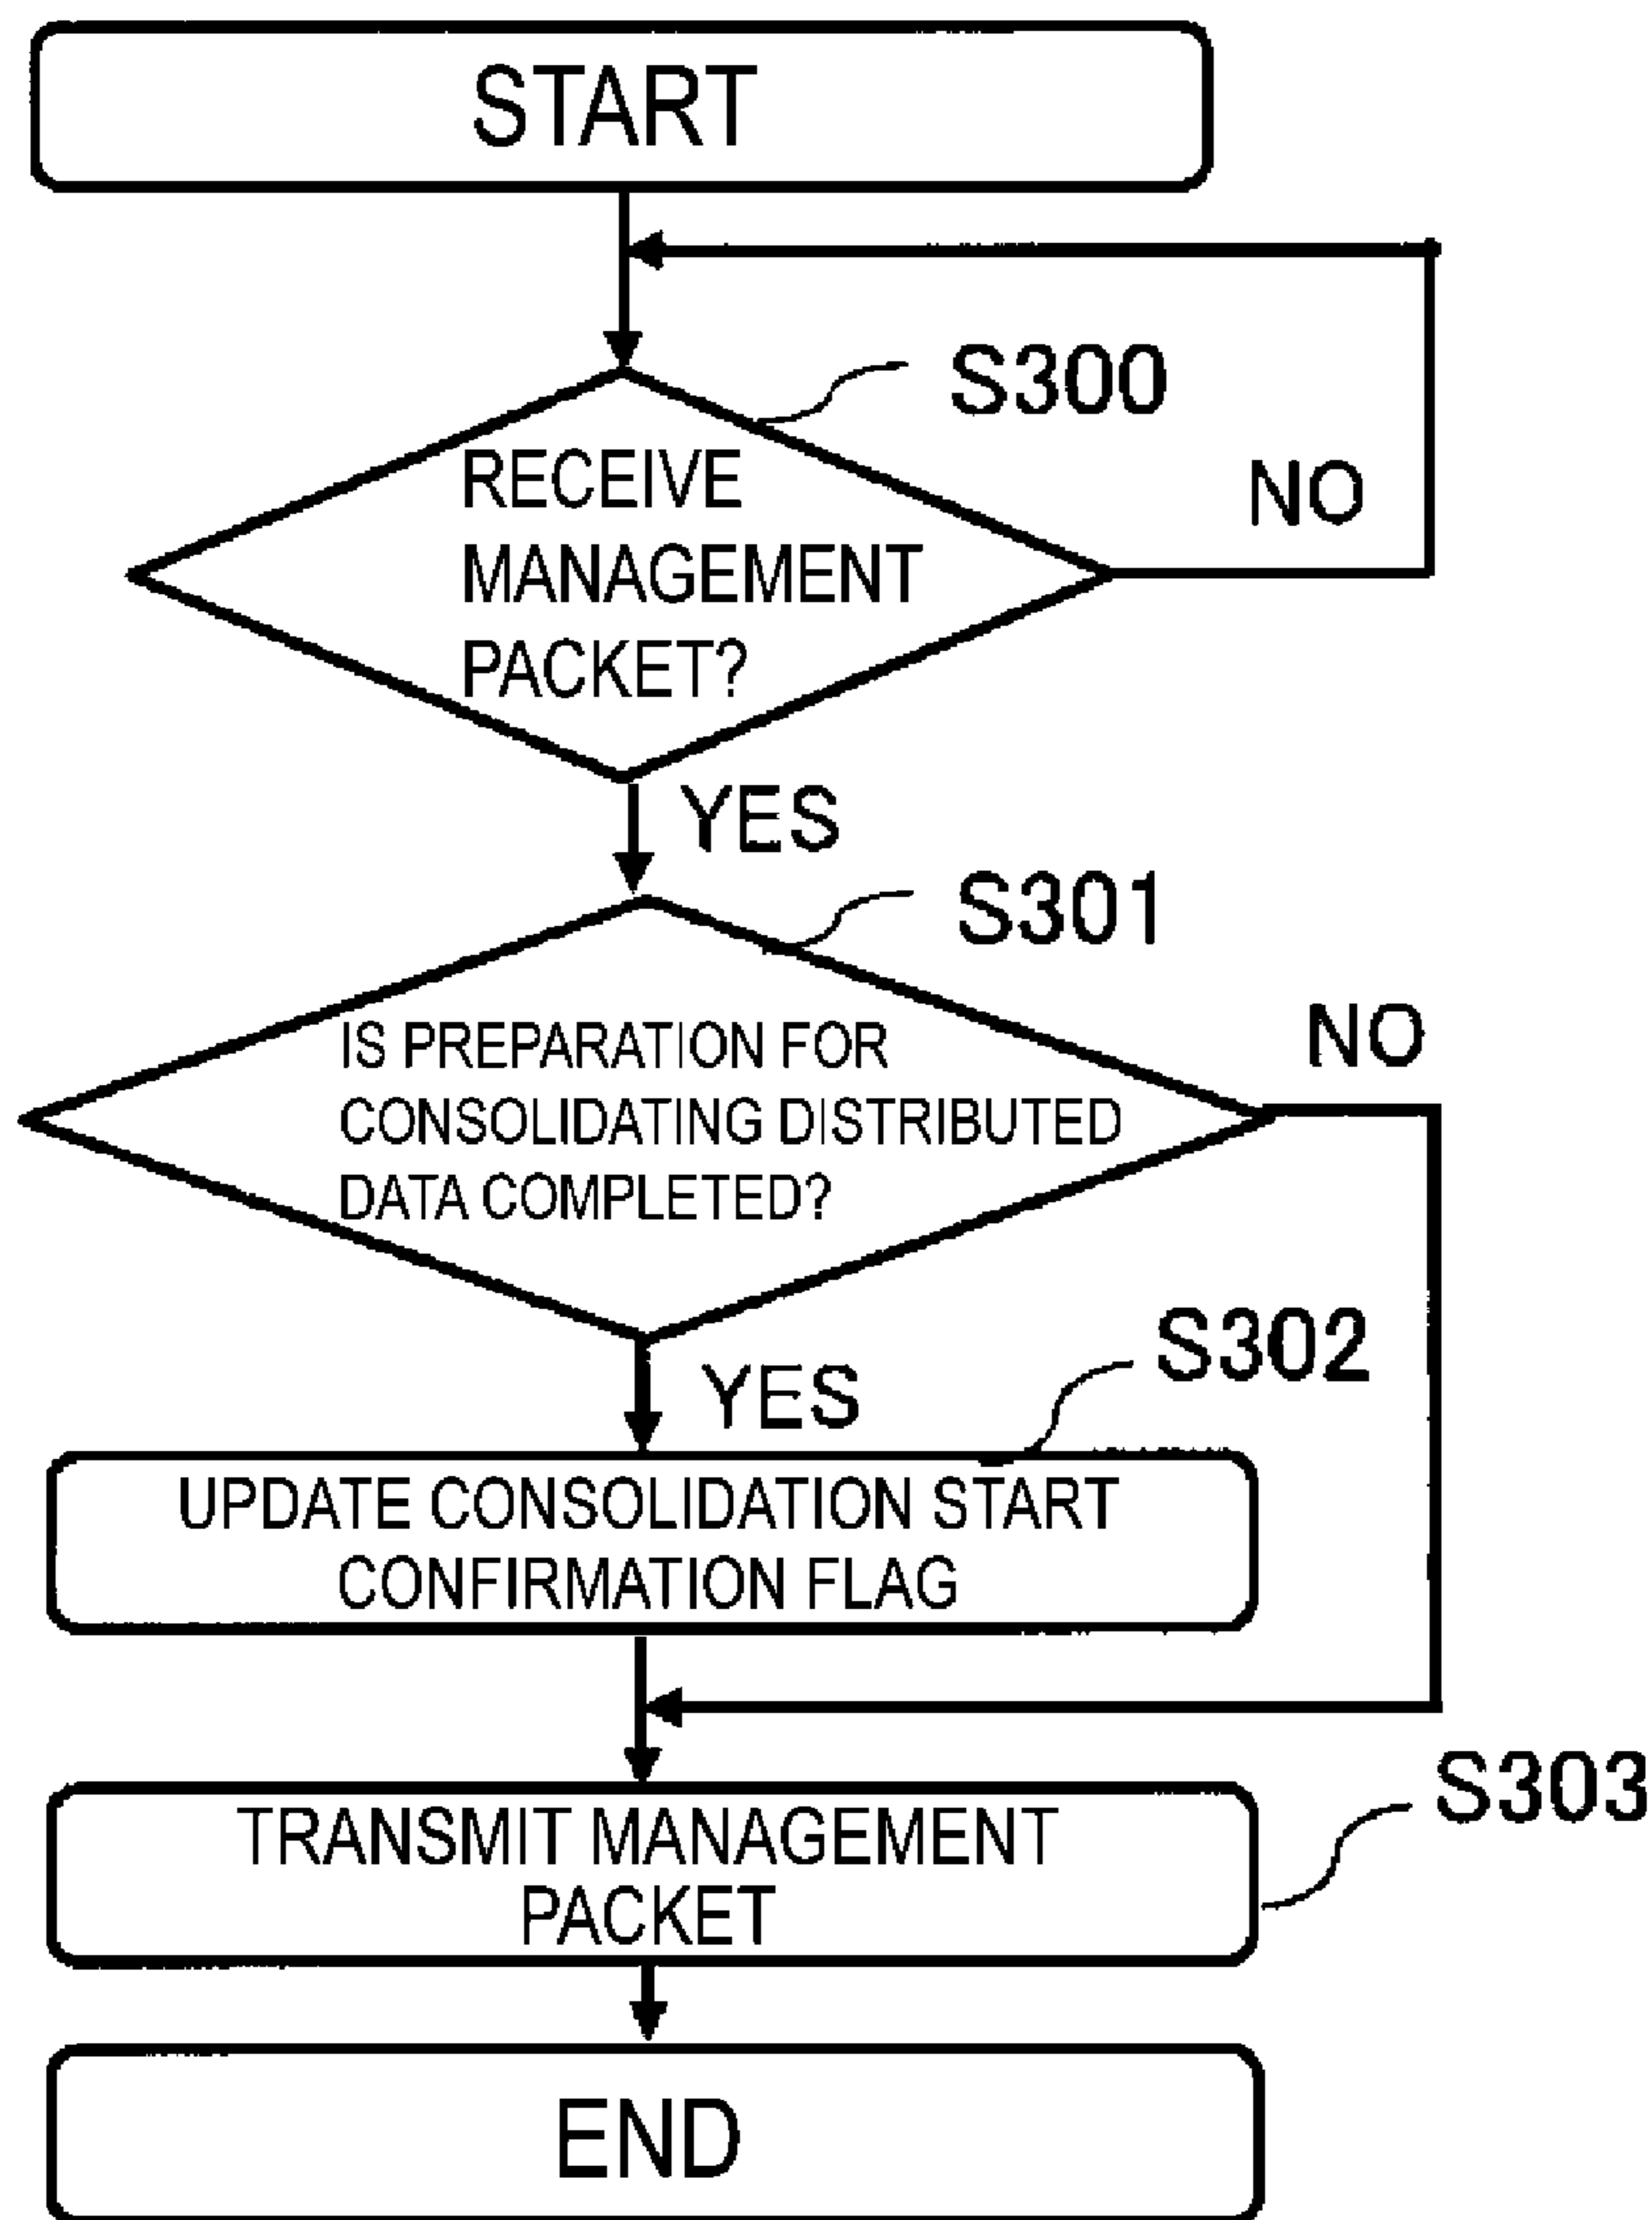 START
S300
RECEIVE
MANAGEMENT
PACKET?
NO
YES
S301
IS PREPARATION FOR
CONSOLIDATING DISTRIBUTED
DATA COMPLETED?
NO
YES
S302
UPDATE CONSOLIDATION START
CONFIRMATION FLAG
TRANSMIT MANAGEMENT
PACKET
S303
END